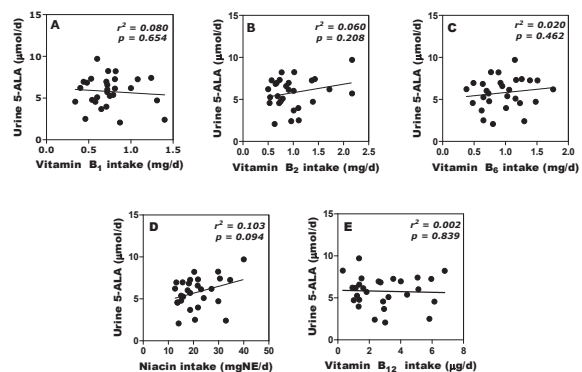 A
r² = 0.080
p = 0.654
Urine 5-ALA (μmol/d)
15
10
5
0
0.0 0.5 1.0 1.5
Vitamin B₁ intake (mg/d)
B
r² = 0.060
p = 0.208
Urine 5-ALA (μmol/d)
15
10
5
0
0.0 0.5 1.0 1.5 2.0 2.5
Vitamin B₂ intake (mg/d)
C
r² = 0.020
p = 0.462
Urine 5-ALA (μmol/d)
15
10
5
0
0.0 0.5 1.0 1.5 2.0
Vitamin B₆ intake (mg/d)
D
r² = 0.103
p = 0.094
Urine 5-ALA (μmol/d)
15
10
5
0
0 10 20 30 40 50
Niacin intake (mgNE/d)
E
r² = 0.002
p = 0.839
Urine 5-ALA (μmol/d)
15
10
5
0
0 2 4 6 8
Vitamin B₁₂ intake (μg/d)